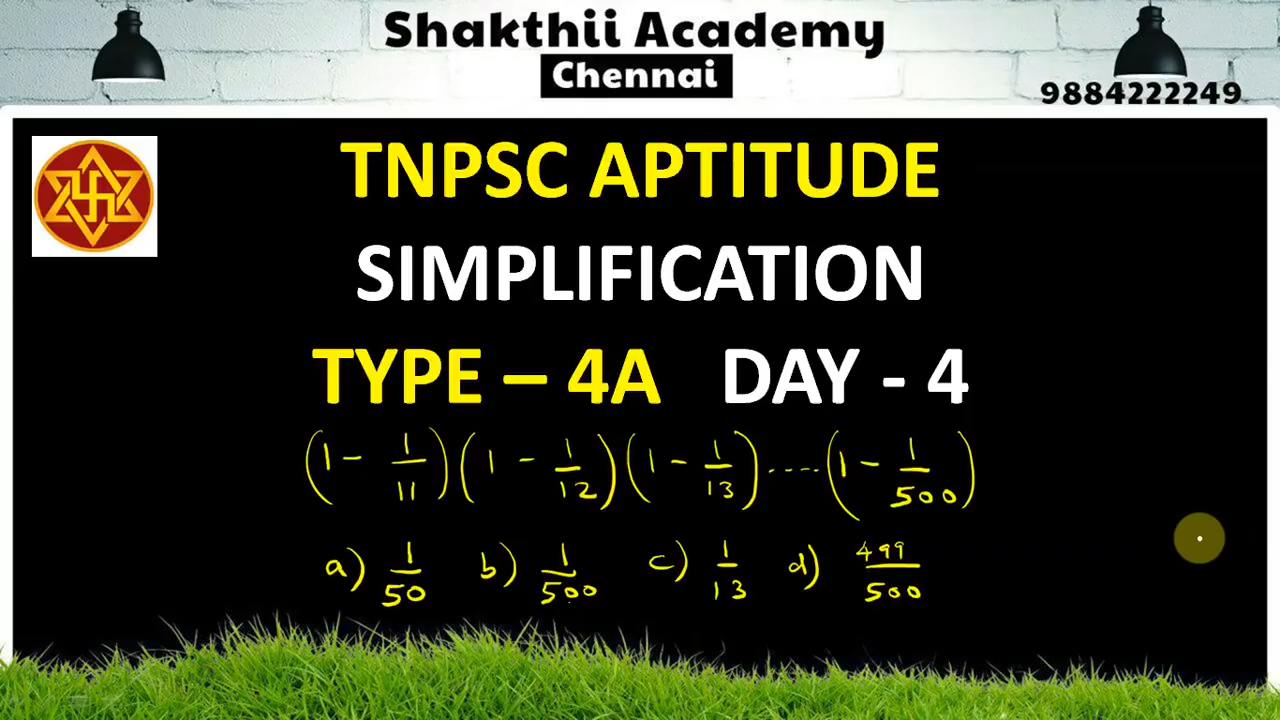 Shakthii Academy
Chennai
9884222249
TNPSC APTITUDE
SIMPLIFICATION
TYPE – 4A DAY - 4
(1 - 1/11) (1 - 1/12) (1 - 1/13) ..... (1 - 1/500)
a) 1/50 b) 1/500 c) 1/13 d) 499/500